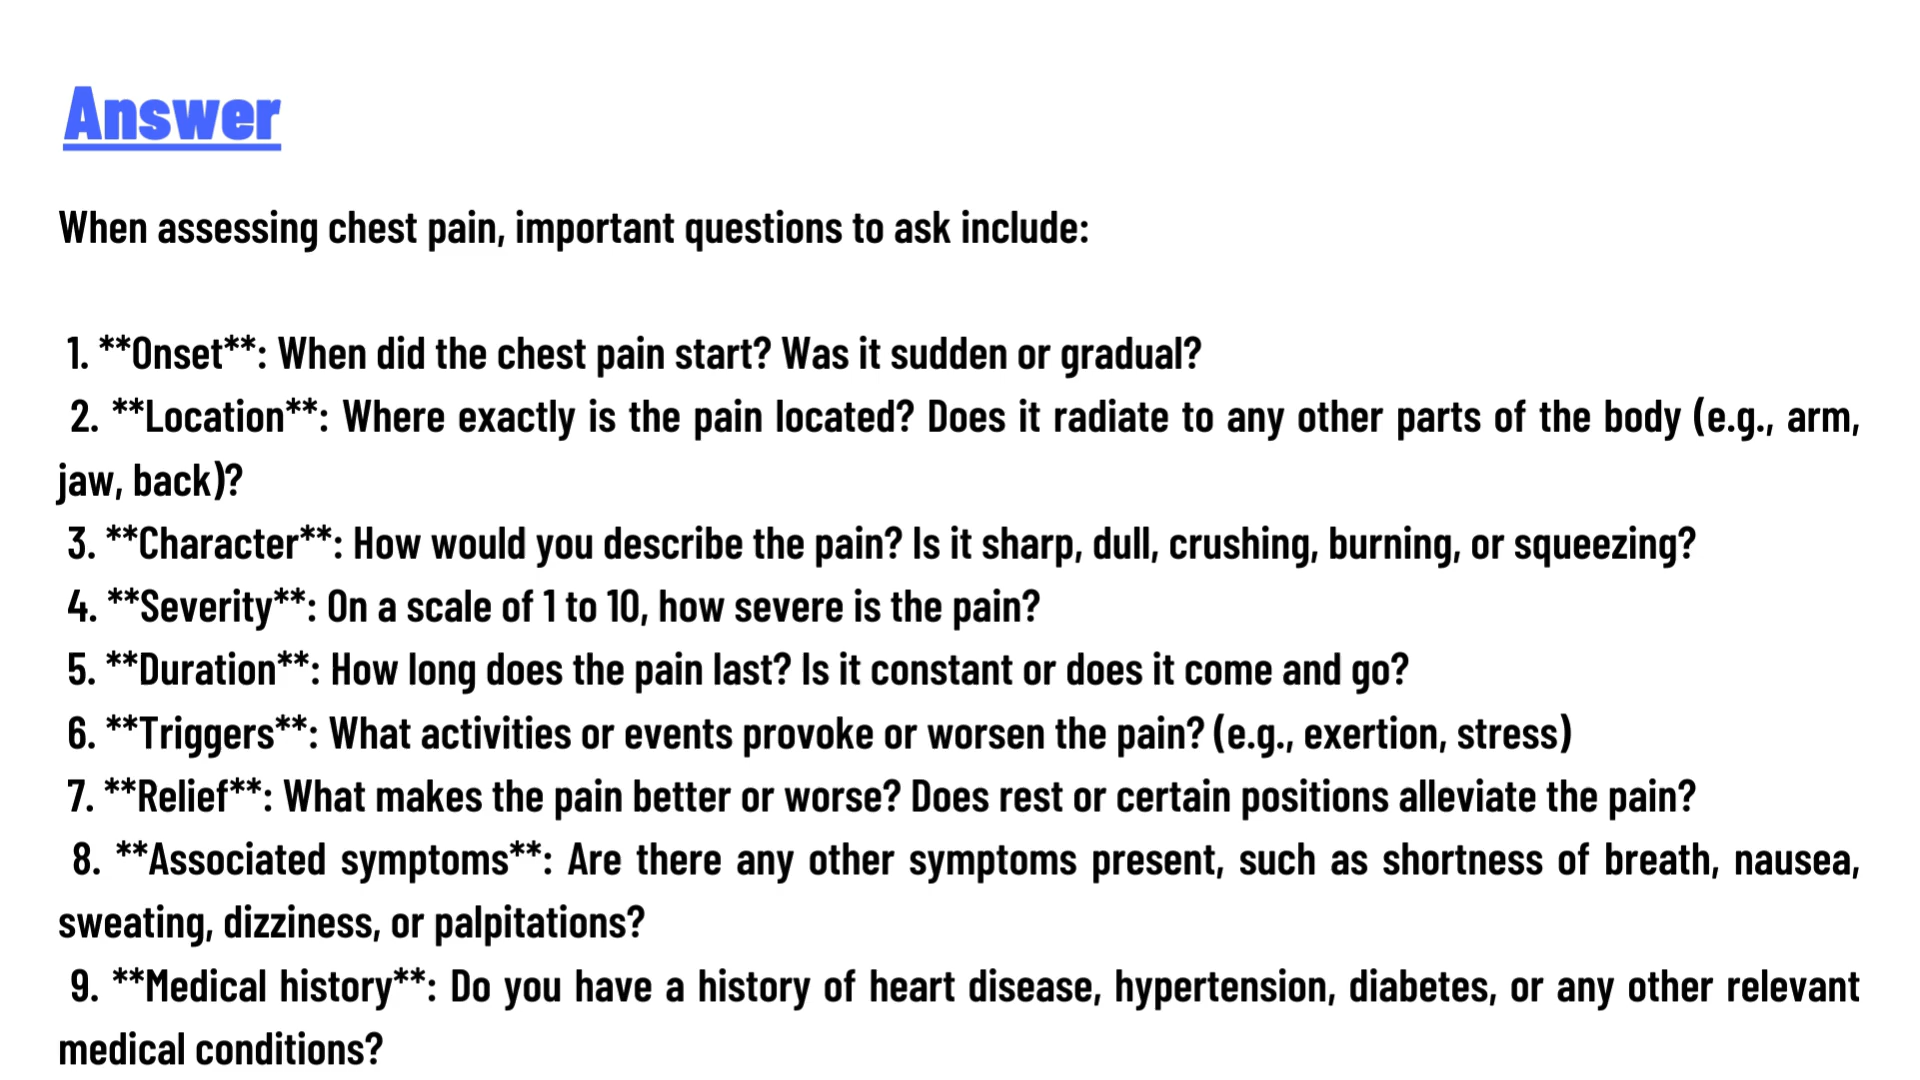 Answer
When assessing chest pain, important questions to ask include:
1. **Onset**: When did the chest pain start? Was it sudden or gradual?
2. **Location**: Where exactly is the pain located? Does it radiate to any other parts of the body (e.g., arm,
jaw, back)?
3. **Character**: How would you describe the pain? Is it sharp, dull, crushing, burning, or squeezing?
4. **Severity**: On a scale of 1 to 10, how severe is the pain?
5. **Duration**: How long does the pain last? Is it constant or does it come and go?
6. **Triggers**: What activities or events provoke or worsen the pain? (e.g., exertion, stress)
7. **Relief**: What makes the pain better or worse? Does rest or certain positions alleviate the pain?
8. **Associated symptoms**: Are there any other symptoms present, such as shortness of breath, nausea,
sweating, dizziness, or palpitations?
9. **Medical history**: Do you have a history of heart disease, hypertension, diabetes, or any other relevant
medical conditions?